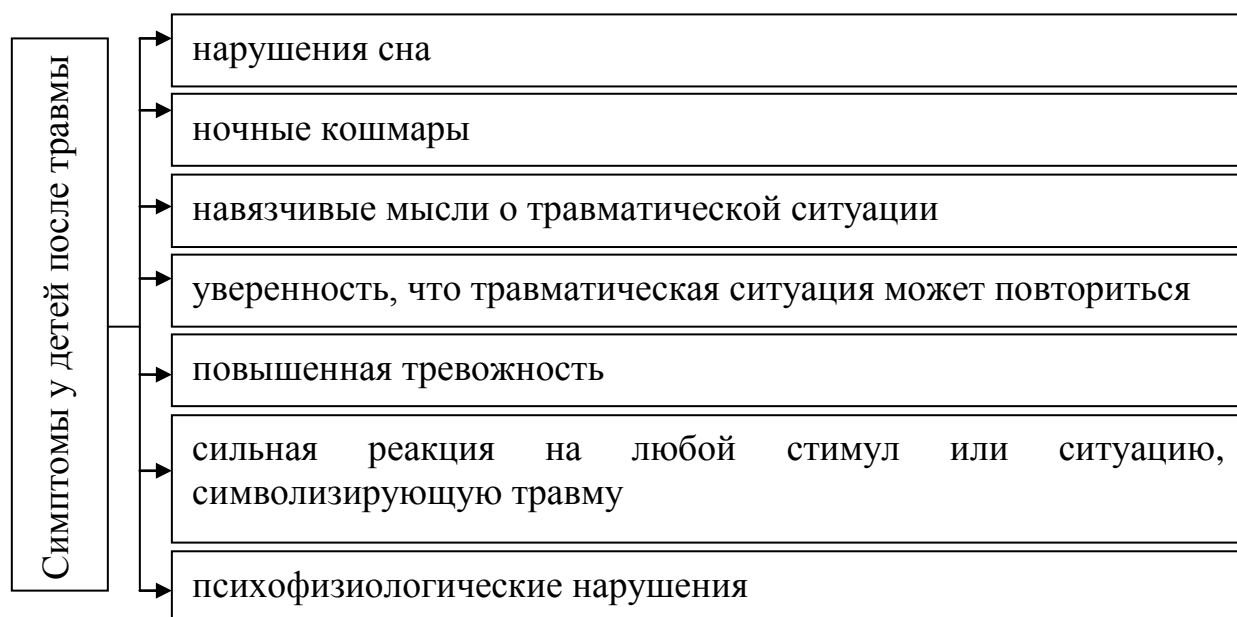 Симптомы у детей после травмы
нарушения сна
ночные кошмары
навязчивые мысли о травматической ситуации
уверенность, что травматическая ситуация может повториться
повышенная тревожность
сильная реакция на любой стимул или ситуацию,
символизирующую травму
психофизиологические нарушения